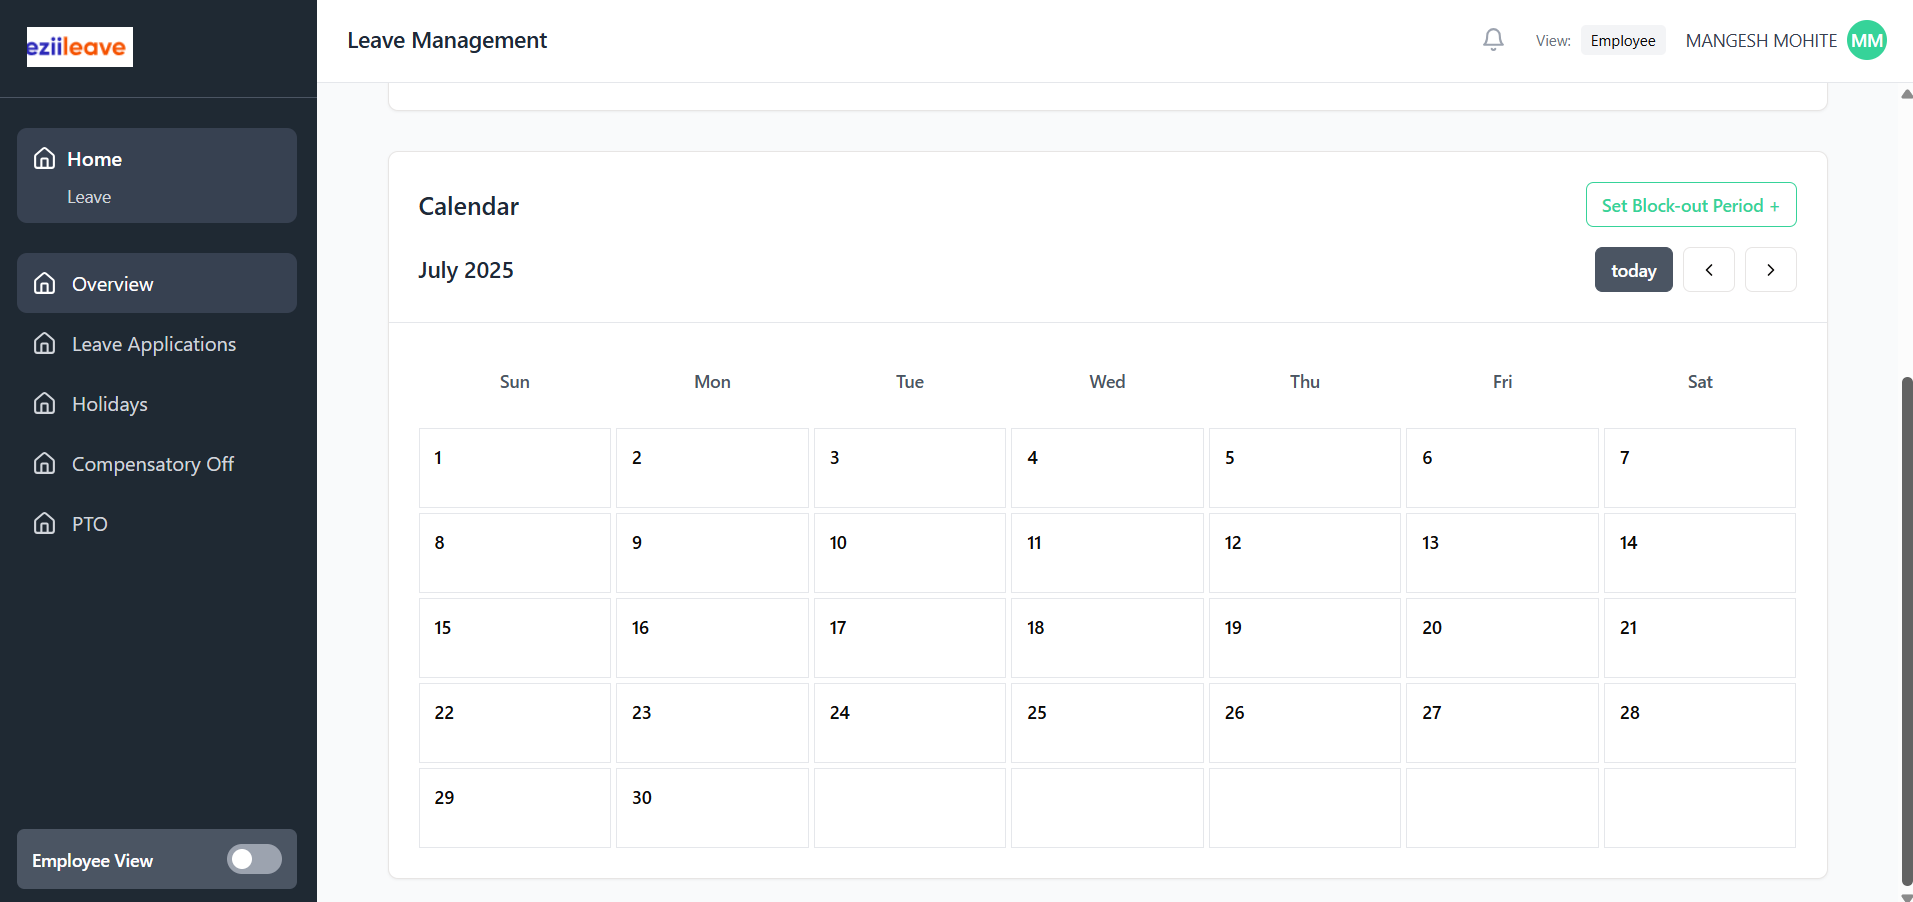 eziileave
Leave Management
View: Employee MANGESH MOHITE MM
Home
Leave
Overview
Leave Applications
Holidays
Compensatory Off
PTO
Employee View
Calendar
Set Block-out Period +
July 2025
today
Sun Mon Tue Wed Thu Fri Sat
1 2 3 4 5 6 7
8 9 10 11 12 13 14
15 16 17 18 19 20 21
22 23 24 25 26 27 28
29 30